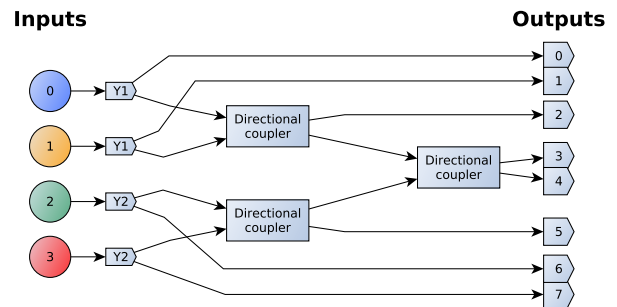 Inputs
Outputs
0
1
2
3
Y1
Y1
Y2
Y2
Directional
coupler
Directional
coupler
Directional
coupler
0
1
2
3
4
5
6
7